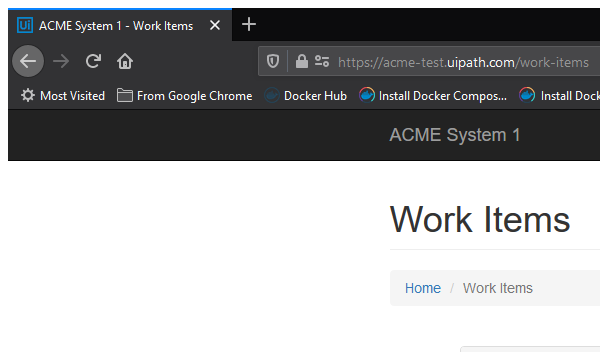 Ui ACME System 1 - Work Items
https://acme-test.uipath.com/work-items
Most Visited From Google Chrome Docker Hub Install Docker Compos... Install Dock
ACME System 1
Work Items
Home / Work Items